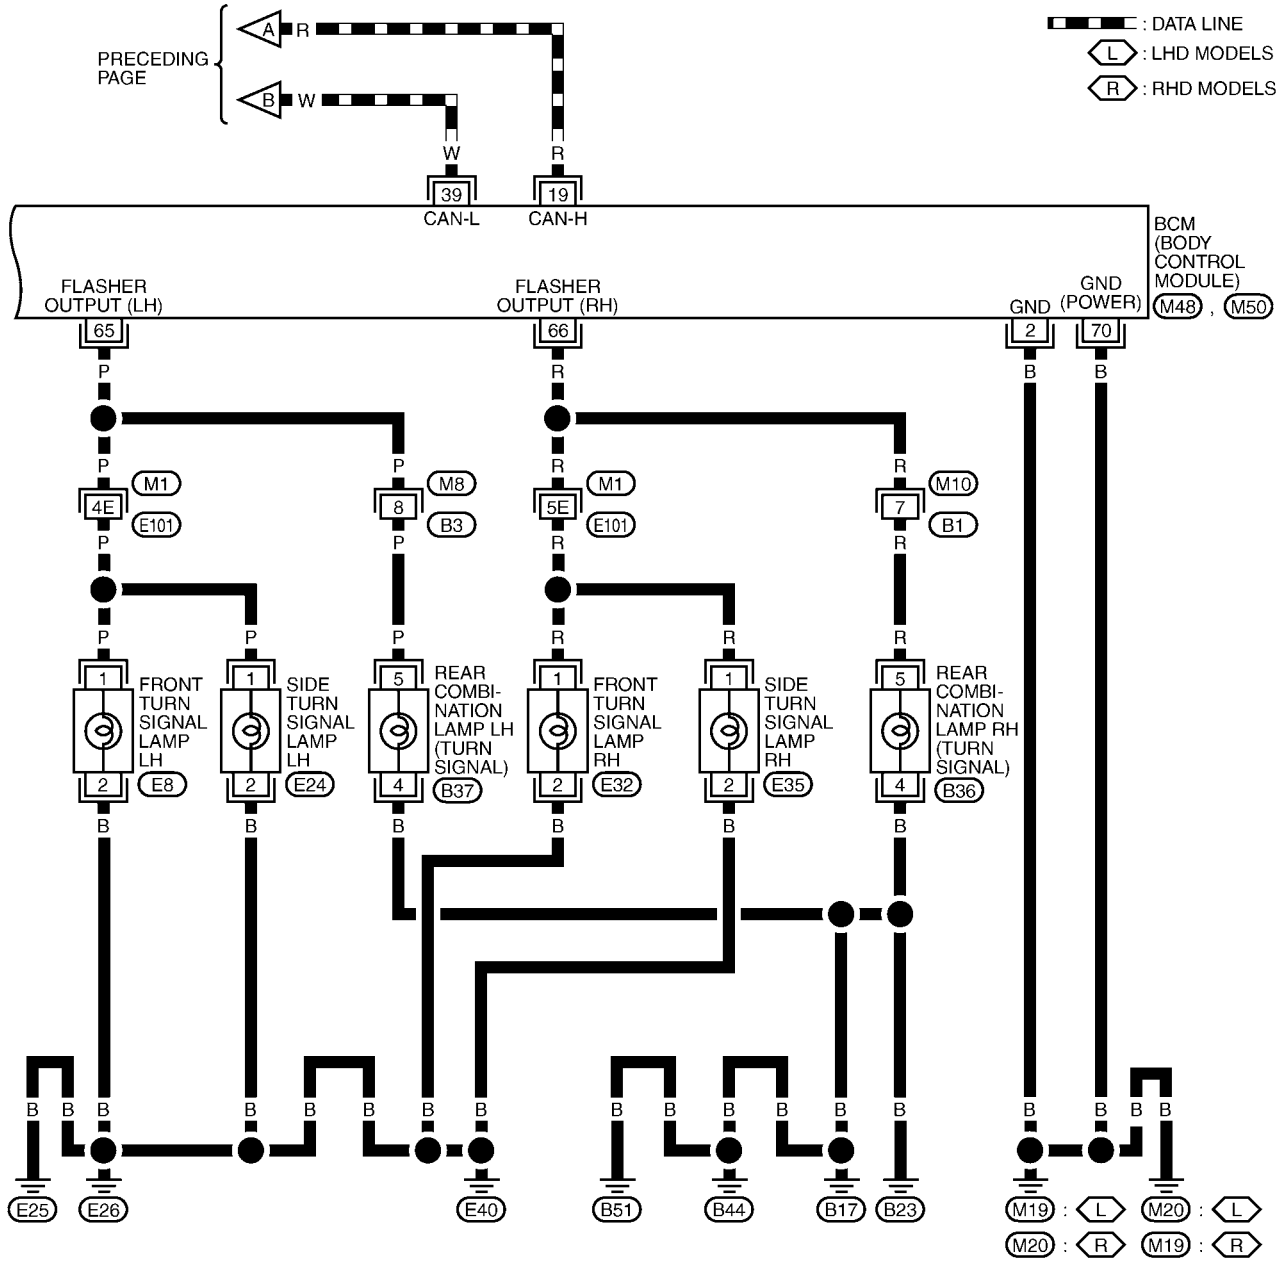 A R
: DATA LINE
PRECEDING
PAGE
L : LHD MODELS
B W
R : RHD MODELS
W R
39 19
CAN-L CAN-H
BCM
(BODY
CONTROL
MODULE)
M48 , M50
FLASHER
OUTPUT (LH)
FLASHER
OUTPUT (RH)
GND
GND
(POWER)
65 66 2 70
P R B B
P P R R
M1 M8 M1 M10
4E 8 5E 7
E101 B3 E101 B1
P P R R
P P P R R R
1 1 5 1 1 5
FRONT
TURN
SIGNAL
LAMP
LH
E8
SIDE
TURN
SIGNAL
LAMP
LH
E24
REAR
COMBI-
NATION
LAMP LH
(TURN
SIGNAL)
B37
FRONT
TURN
SIGNAL
LAMP
RH
E32
SIDE
TURN
SIGNAL
LAMP
RH
E35
REAR
COMBI-
NATION
LAMP RH
(TURN
SIGNAL)
B36
2 2 4 2 2 4
B B B B B B
B B B B B B B B B B B B B B B B B B
E25 E26 E40 B51 B44 B17 B23
M19 : L M20 : L
M20 : R M19 : R